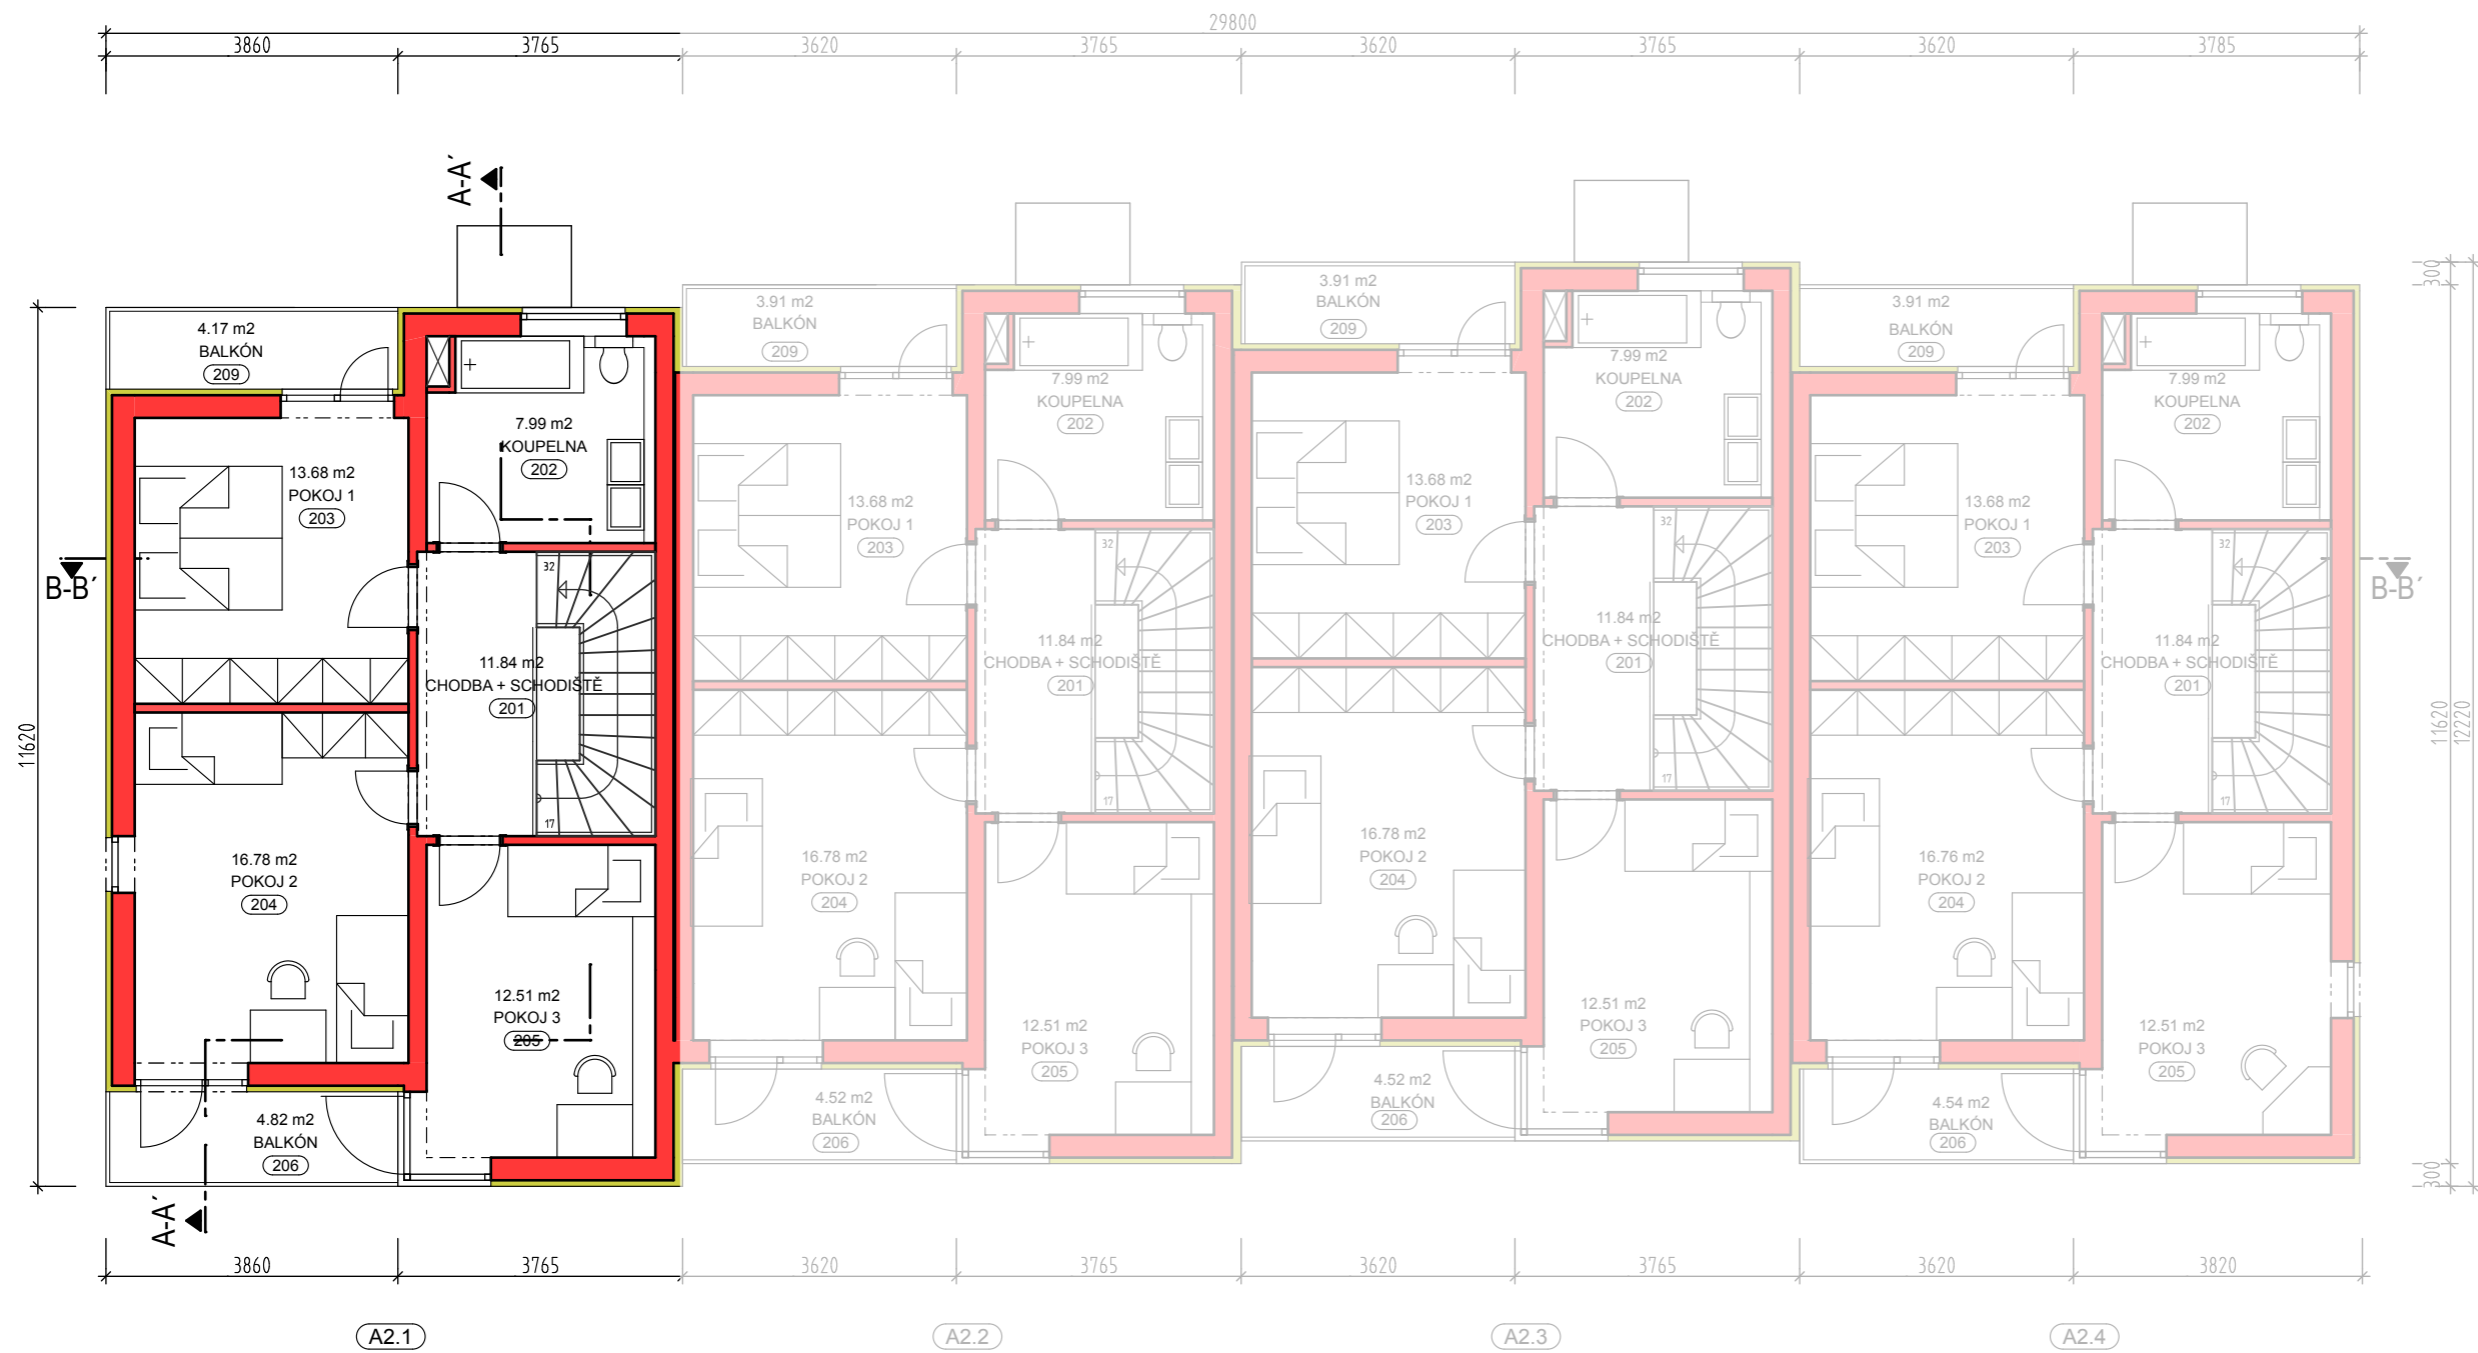 29800
3860
3765
3620
3765
3620
3765
3620
3785
A-A´
4.17 m2
BALKÓN
209
7.99 m2
KOUPELNA
202
13.68 m2
POKOJ 1
203
B-B´
32
11.84 m2
CHODBA + SCHODIŠTĚ
201
17
16.78 m2
POKOJ 2
204
12.51 m2
POKOJ 3
205
4.82 m2
BALKÓN
206
A-A´
11620
3.91 m2
BALKÓN
209
7.99 m2
KOUPELNA
202
13.68 m2
POKOJ 1
203
32
11.84 m2
CHODBA + SCHODIŠTĚ
201
17
16.78 m2
POKOJ 2
204
12.51 m2
POKOJ 3
205
4.52 m2
BALKÓN
206
3.91 m2
BALKÓN
209
7.99 m2
KOUPELNA
202
13.68 m2
POKOJ 1
203
32
11.84 m2
CHODBA + SCHODIŠTĚ
201
17
16.78 m2
POKOJ 2
204
12.51 m2
POKOJ 3
205
4.52 m2
BALKÓN
206
3.91 m2
BALKÓN
209
7.99 m2
KOUPELNA
202
13.68 m2
POKOJ 1
203
32
11.84 m2
CHODBA + SCHODIŠTĚ
201
17
16.76 m2
POKOJ 2
204
12.51 m2
POKOJ 3
205
4.54 m2
BALKÓN
206
B-B´
300
11620
12220
300
3860
3765
3620
3765
3620
3765
3620
3820
A2.1
A2.2
A2.3
A2.4